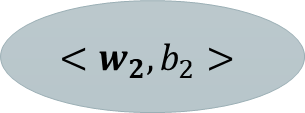 < w₂, b₂ >